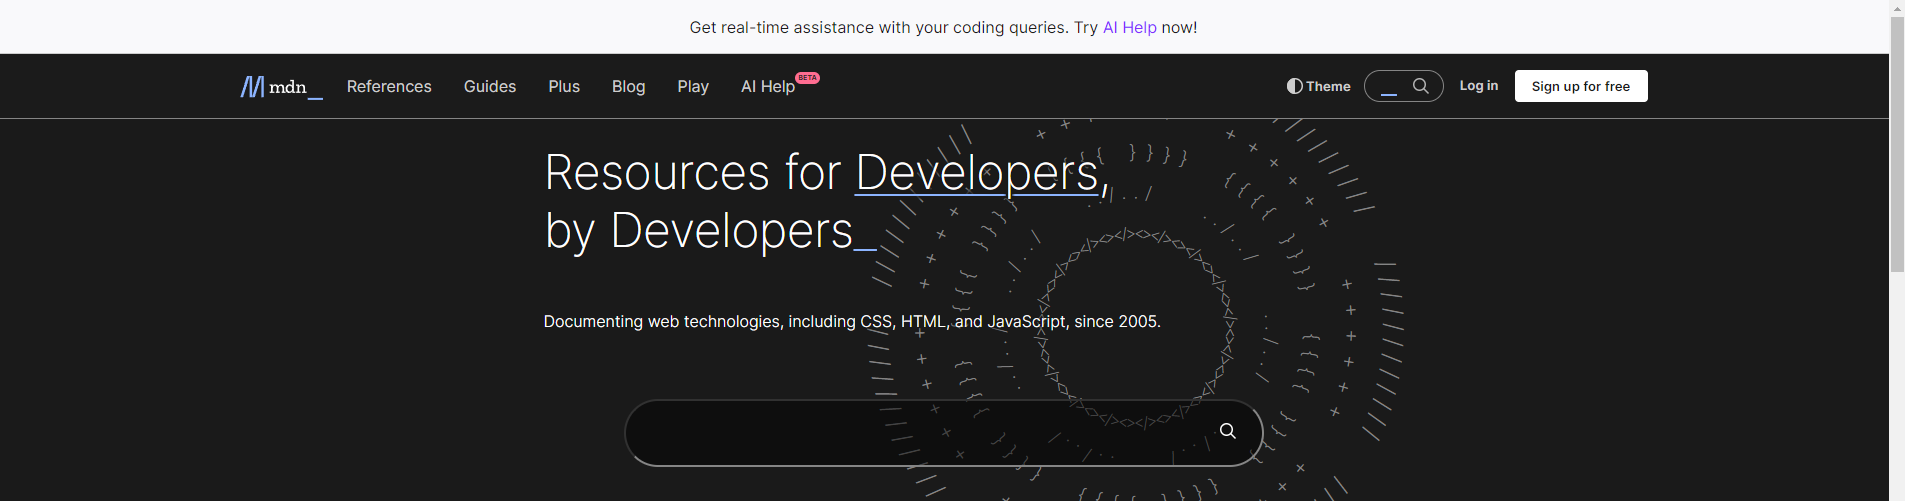 Get real-time assistance with your coding queries. Try AI Help now!
mdn_ References Guides Plus Blog Play AI Help BETA Theme Log in Sign up for free
Resources for Developers,
by Developers_
Documenting web technologies, including CSS, HTML, and JavaScript, since 2005.